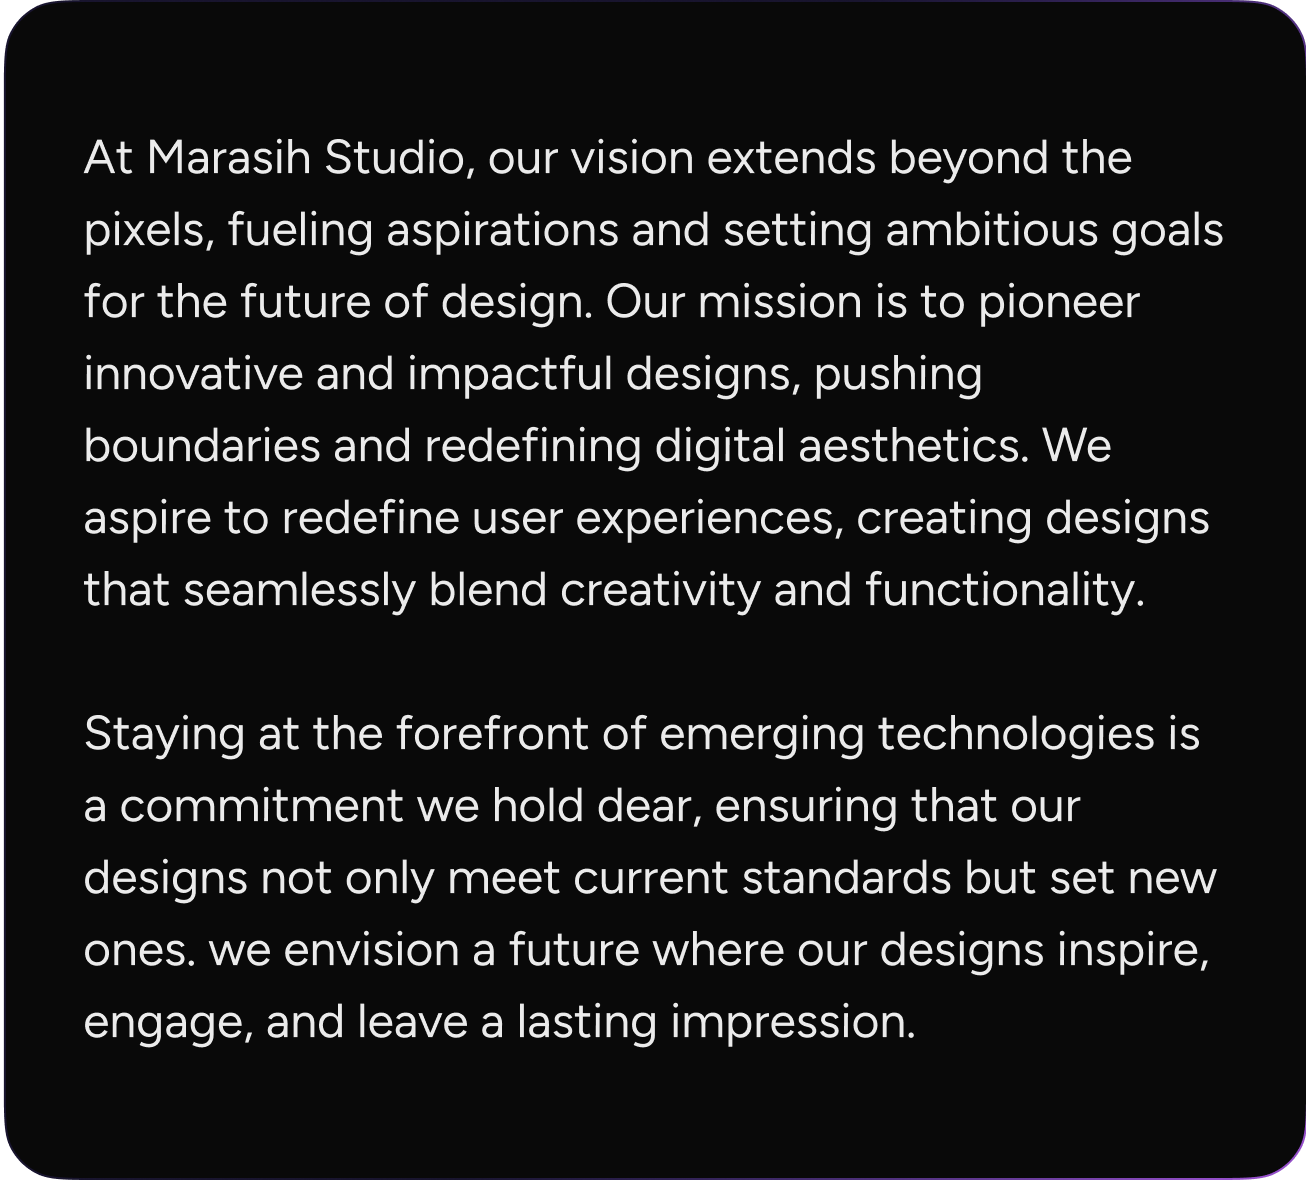 At Marasih Studio, our vision extends beyond the
pixels, fueling aspirations and setting ambitious goals
for the future of design. Our mission is to pioneer
innovative and impactful designs, pushing
boundaries and redefining digital aesthetics. We
aspire to redefine user experiences, creating designs
that seamlessly blend creativity and functionality.
Staying at the forefront of emerging technologies is
a commitment we hold dear, ensuring that our
designs not only meet current standards but set new
ones. we envision a future where our designs inspire,
engage, and leave a lasting impression.